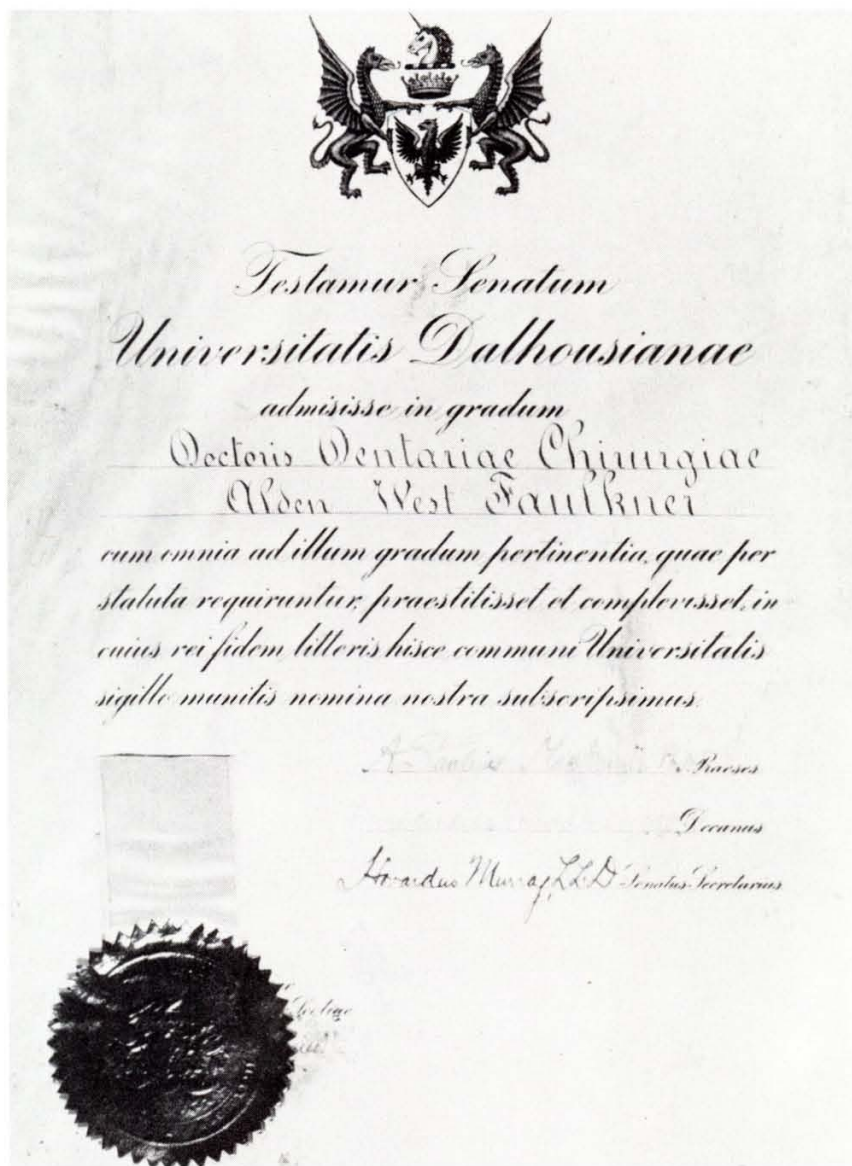 Testamur Senatum
Universitatis Dalhousianae
admisisse in gradum
Doctoris Dentariae Chirurgiae
Alden West Faulkner
cum omnia ad illum gradum pertinentia, quae per
statuta requiruntur, praestitisset et complevisset, in
cuius rei fidem litteris hisce communi Universitatis
sigillo munitis nomina nostra subscripsimus.
Praeses
Decanus
Howardus Murray, LL.D. Senatus Secretarius